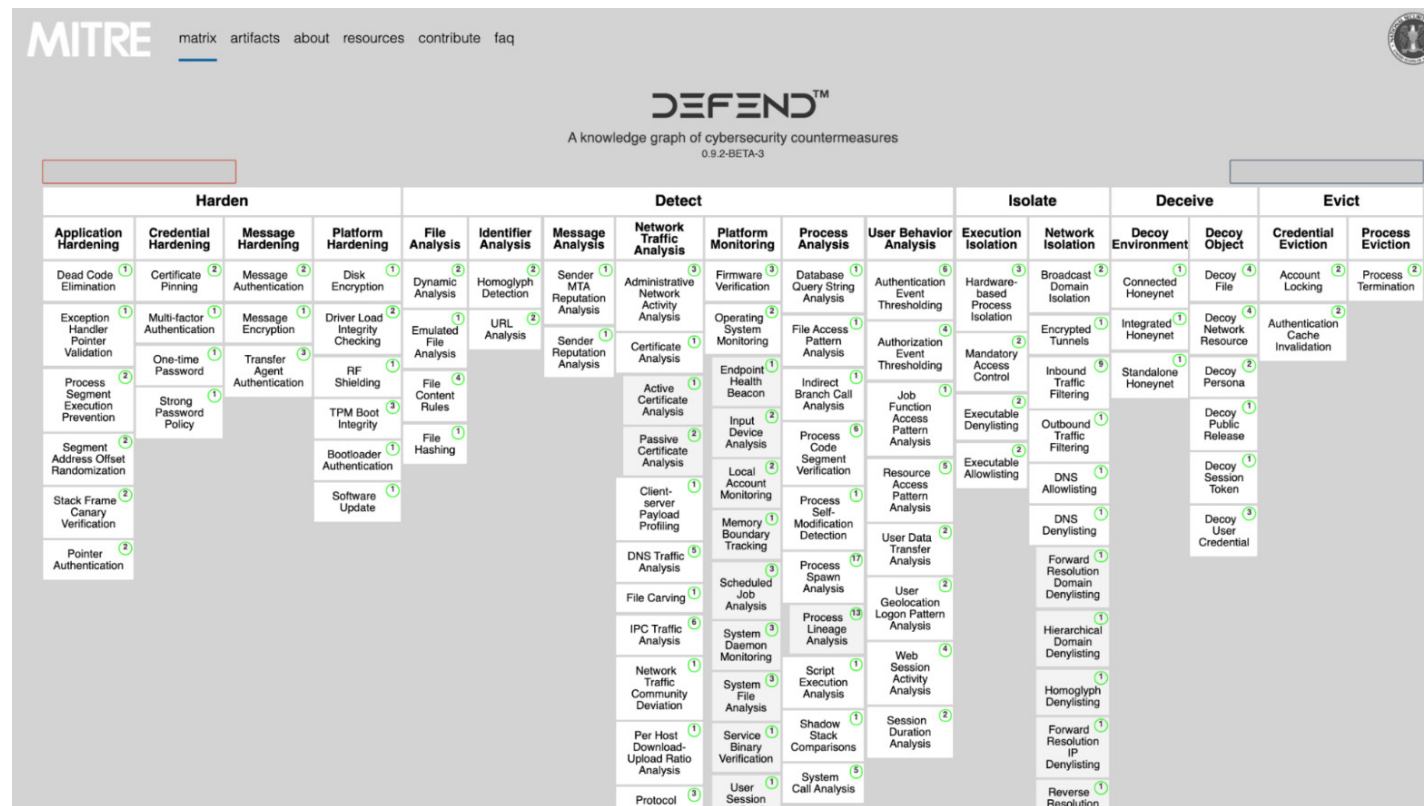 MITRE
matrix artifacts about resources contribute faq
DEFEND™
A knowledge graph of cybersecurity countermeasures
0.9.2-BETA-3
Harden
Detect
Isolate
Deceive
Evict
Application
Hardening
Dead Code 1
Elimination
Exception 1
Handler
Pointer
Validation
Process 2
Segment
Execution
Prevention
Segment 2
Address Offset
Randomization
Stack Frame 2
Canary
Verification
Pointer 2
Authentication
Credential
Hardening
Certificate 2
Pinning
Multi-factor 1
Authentication
One-time 1
Password
Strong 1
Password
Policy
Message
Hardening
Message 2
Authentication
Message 1
Encryption
Transfer 3
Agent
Authentication
Platform
Hardening
Disk 1
Encryption
Driver Load 2
Integrity
Checking
RF 1
Shielding
TPM Boot 3
Integrity
Bootloader 1
Authentication
Software 1
Update
File
Analysis
Dynamic 2
Analysis
Emulated 1
File
Analysis
File 4
Content
Rules
File 1
Hashing
Identifier
Analysis
Homoglyph 2
Detection
URL 2
Analysis
Message
Analysis
Sender 1
MTA
Reputation
Analysis
Sender 1
Reputation
Analysis
Network
Traffic
Analysis
3
Administrative
Network
Activity
Analysis
Certificate 1
Analysis
Active 1
Certificate
Analysis
Passive 2
Certificate
Analysis
Client- 1
server
Payload
Profiling
DNS Traffic 5
Analysis
File Carving 1
IPC Traffic 6
Analysis
Network 1
Traffic
Community
Deviation
Per Host 1
Download-
Upload Ratio
Analysis
Protocol 3
Platform
Monitoring
Firmware 3
Verification
Operating 2
System
Monitoring
Endpoint 1
Health
Beacon
Input 2
Device
Analysis
Local 2
Account
Monitoring
Memory 1
Boundary
Tracking
3
Scheduled
Job
Analysis
System 3
Daemon
Monitoring
System 3
File
Analysis
Service 1
Binary
Verification
User 1
Session
Process
Analysis
Database 1
Query String
Analysis
File Access 1
Pattern
Analysis
Indirect 1
Branch Call
Analysis
Process 6
Code
Segment
Verification
Process 1
Self-
Modification
Detection
Process 17
Spawn
Analysis
Process 13
Lineage
Analysis
Script 1
Execution
Analysis
Shadow 1
Stack
Comparisons
System 5
Call Analysis
User Behavior
Analysis
6
Authentication
Event
Thresholding
4
Authorization
Event
Thresholding
Job 1
Function
Access
Pattern
Analysis
Resource 5
Access
Pattern
Analysis
User Data 2
Transfer
Analysis
User 2
Geolocation
Logon Pattern
Analysis
Web 4
Session
Activity
Analysis
Session 2
Duration
Analysis
Execution
Isolation
3
Hardware-
based
Process
Isolation
2
Mandatory
Access
Control
2
Executable
Denylisting
2
Executable
Allowlisting
Network
Isolation
Broadcast 2
Domain
Isolation
Encrypted 1
Tunnels
Inbound 9
Traffic
Filtering
Outbound 1
Traffic
Filtering
DNS 1
Allowlisting
DNS 1
Denylisting
Forward 1
Resolution
Domain
Denylisting
1
Hierarchical
Domain
Denylisting
1
Homoglyph
Denylisting
Forward 1
Resolution
IP
Denylisting
Reverse 1
Resolution
Decoy
Environment
1
Connected
Honeynet
Integrated 1
Honeynet
1
Standalone
Honeynet
Decoy
Object
Decoy 4
File
Decoy 4
Network
Resource
Decoy 2
Persona
Decoy 1
Public
Release
Decoy 1
Session
Token
Decoy 3
User
Credential
Credential
Eviction
Account 2
Locking
2
Authentication
Cache
Invalidation
Process
Eviction
Process 2
Termination